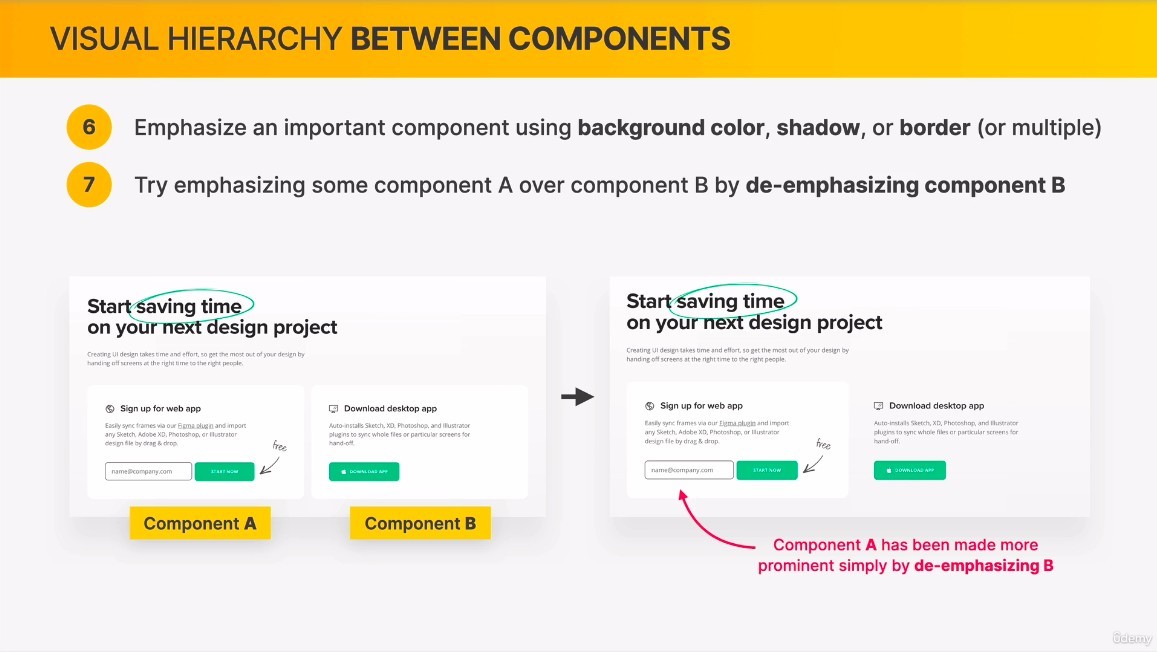 VISUAL HIERARCHY BETWEEN COMPONENTS
6 Emphasize an important component using background color, shadow, or border (or multiple)
7 Try emphasizing some component A over component B by de-emphasizing component B
Start saving time
on your next design project
Creating UI design takes time and effort, so get the most out of your design by
handing off screens at the right time to the right people.
Sign up for web app
Easily sync frames via our Figma plugin and import
any Sketch, Adobe XD, Photoshop, or Illustrator
design file by drag & drop.
free
name@company.com START NOW
Download desktop app
Auto-installs Sketch, XD, Photoshop, and Illustrator
plugins to sync whole files or particular screens for
hand-off.
DOWNLOAD APP
Component A
Component B
Start saving time
on your next design project
Creating UI design takes time and effort, so get the most out of your design by
handing off screens at the right time to the right people.
Sign up for web app
Easily sync frames via our Figma plugin and import
any Sketch, Adobe XD, Photoshop, or Illustrator
design file by drag & drop.
free
name@company.com START NOW
Download desktop app
Auto-installs Sketch, XD, Photoshop, and Illustrator
plugins to sync whole files or particular screens for
hand-off.
DOWNLOAD APP
Component A has been made more
prominent simply by de-emphasizing B
ûdemy